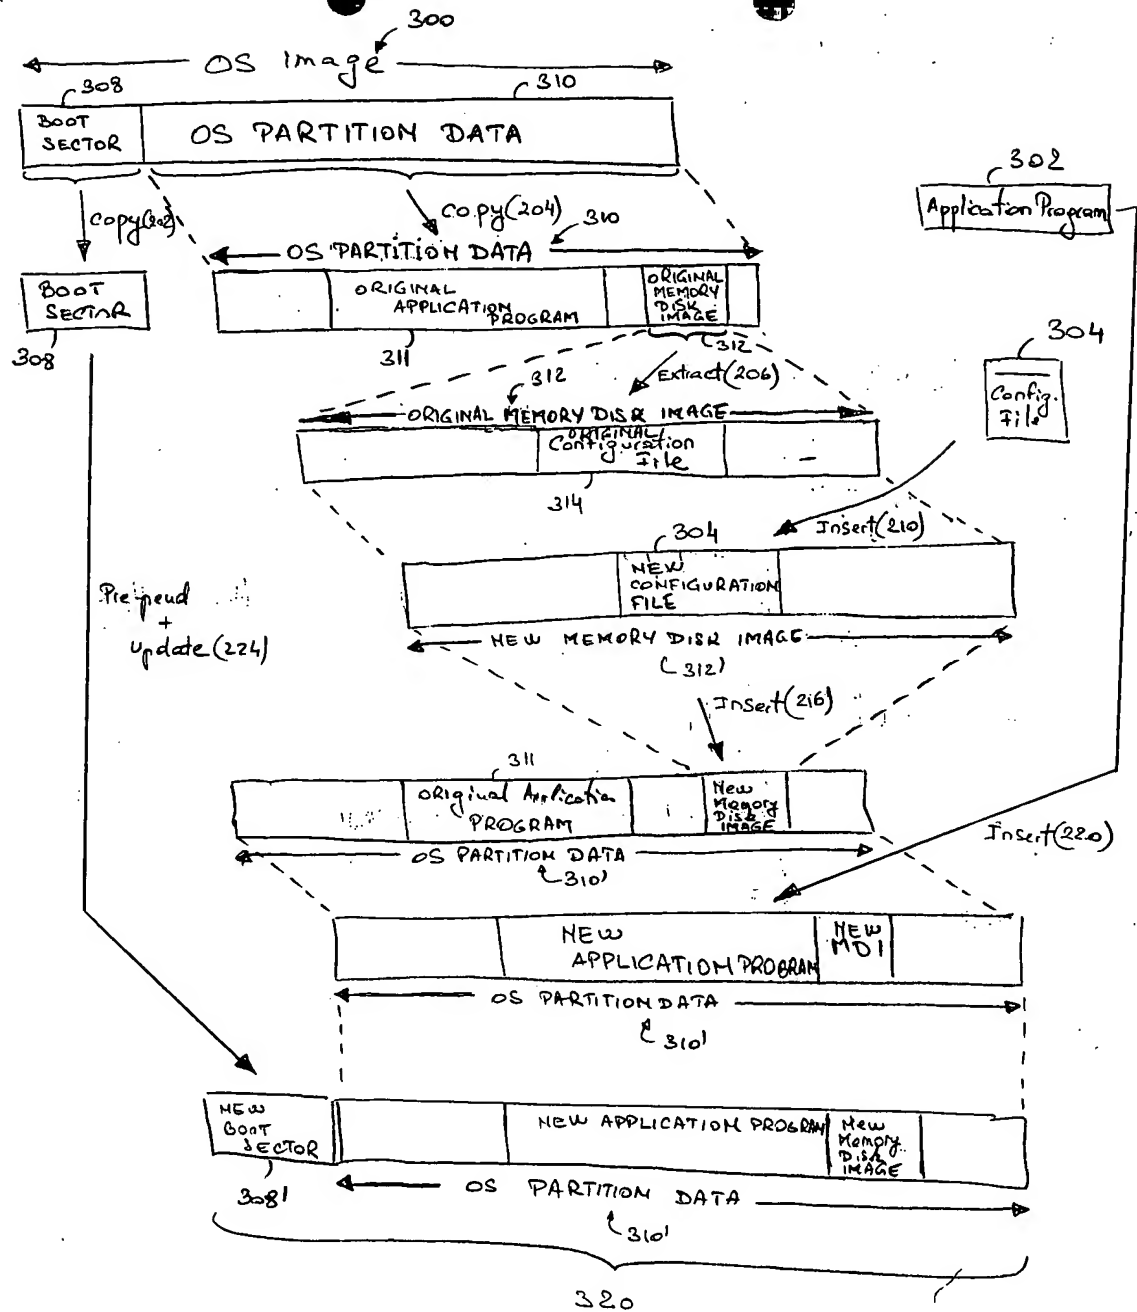 300
OS Image
308
310
BOOT
SECTOR
OS PARTITION DATA
302
Application Program
Copy(202)
Copy(204)
310
OS PARTITION DATA
BOOT
SECTOR
308
ORIGINAL
APPLICATION
PROGRAM
ORIGINAL
MEMORY
DISK
IMAGE
311
312
304
Config.
File
312
Extract(206)
ORIGINAL MEMORY DISK IMAGE
ORIGINAL
Configuration
File
314
304
Insert(210)
NEW
CONFIGURATION
FILE
Pre-pend
+
update(224)
NEW MEMORY DISK IMAGE
312'
Insert(216)
311
Original Application
PROGRAM
New
Memory
Disk
IMAGE
Insert(220)
OS PARTITION DATA
310'
NEW
APPLICATION PROGRAM
NEW
MDI
OS PARTITION DATA
310'
NEW
BOOT
SECTOR
308'
NEW APPLICATION PROGRAM
New
Memory
Disk
IMAGE
OS PARTITION DATA
310'
320